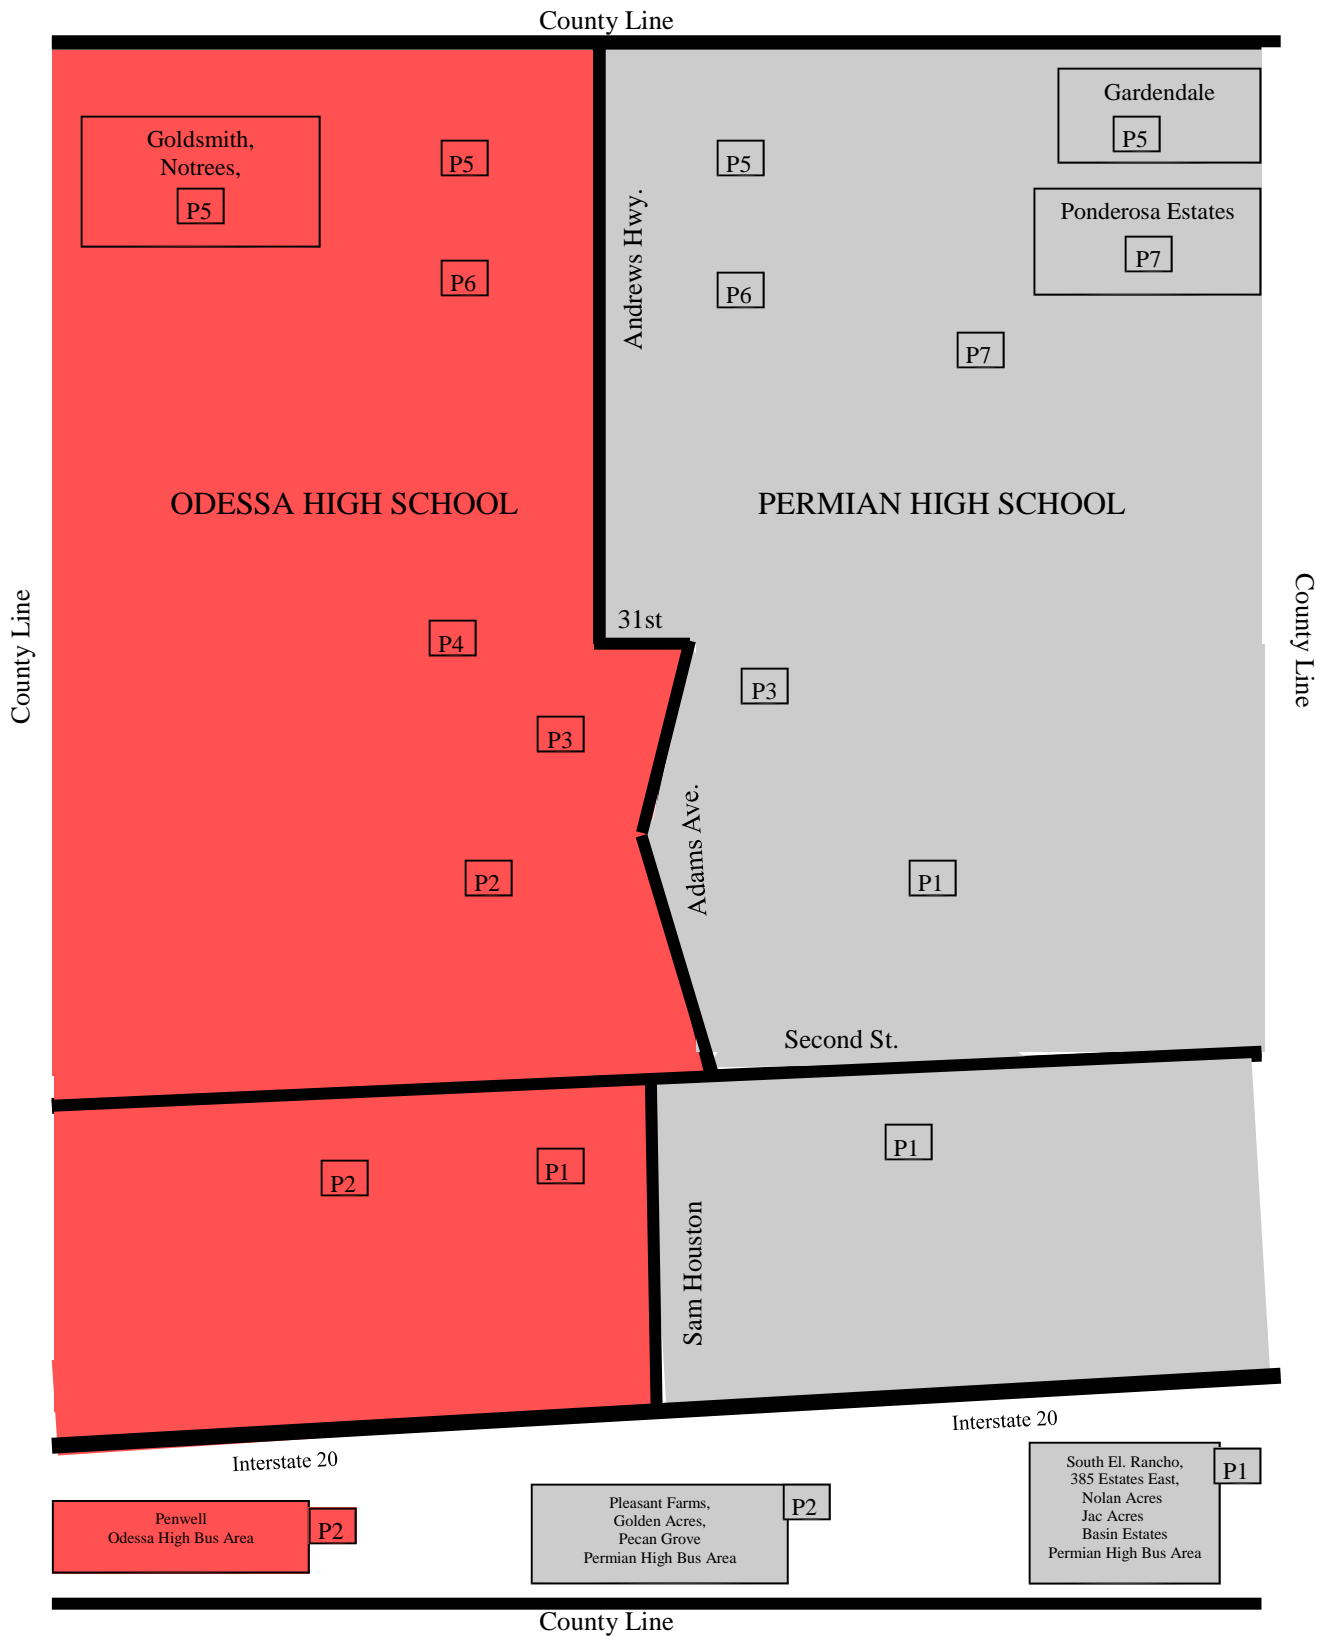 County Line
Gardendale
P5
Goldsmith,
Notrees,
P5
P5
P5
Andrews Hwy.
Ponderosa Estates
P7
P6
P6
P7
ODESSA HIGH SCHOOL
PERMIAN HIGH SCHOOL
County Line
County Line
31st
P4
P3
P3
Adams Ave.
P2
P1
Second St.
P1
P1
P2
Sam Houston
Interstate 20
Interstate 20
South El. Rancho,
385 Estates East,
Nolan Acres
Jac Acres
Basin Estates
Permian High Bus Area
P1
Pleasant Farms,
Golden Acres,
Pecan Grove
Permian High Bus Area
P2
Penwell
Odessa High Bus Area
P2
County Line